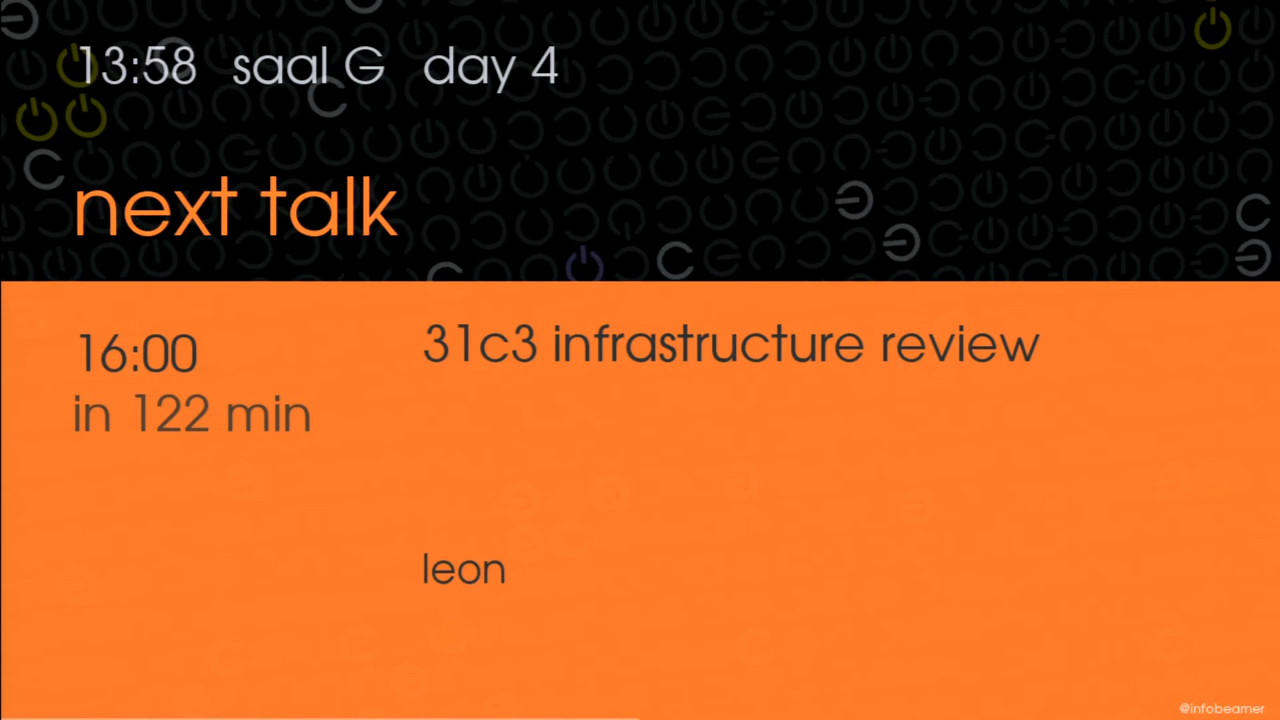 13:58 saal G day 4
next talk
16:00
in 122 min
31c3 infrastructure review
leon
@infobeamer